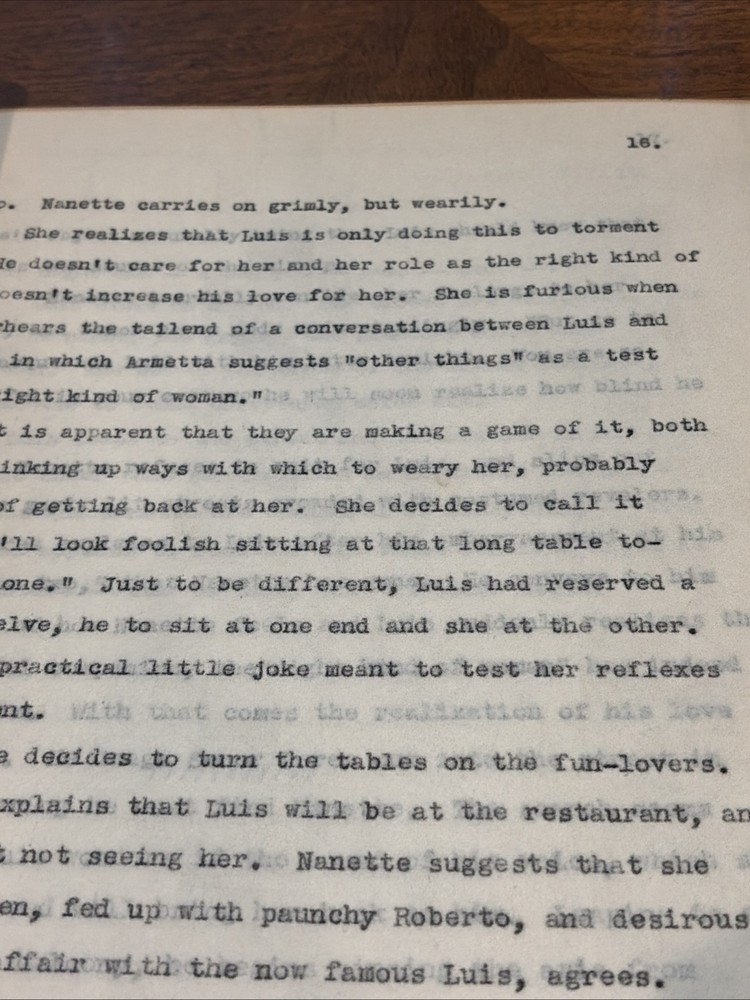 16.
o. Nanette carries on grimly, but wearily.
She realizes that Luis is only doing this to torment
He doesn't care for her and her role as the right kind of
oesn't increase his love for her. She is furious when
rhears the tailend of a conversation between Luis and
in which Armetta suggests "other things" as a test
ight kind of woman."
t is apparent that they are making a game of it, both
inking up ways with which to weary her, probably
of getting back at her. She decides to call it
'll look foolish sitting at that long table to-
one." Just to be different, Luis had reserved a
elve, he to sit at one end and she at the other.
practical little joke meant to test her reflexes
nt.
e decides to turn the tables on the fun-lovers.
xplains that Luis will be at the restaurant, an
t not seeing her. Nanette suggests that she
en, fed up with paunchy Roberto, and desirous
ffair with the now famous Luis, agrees.